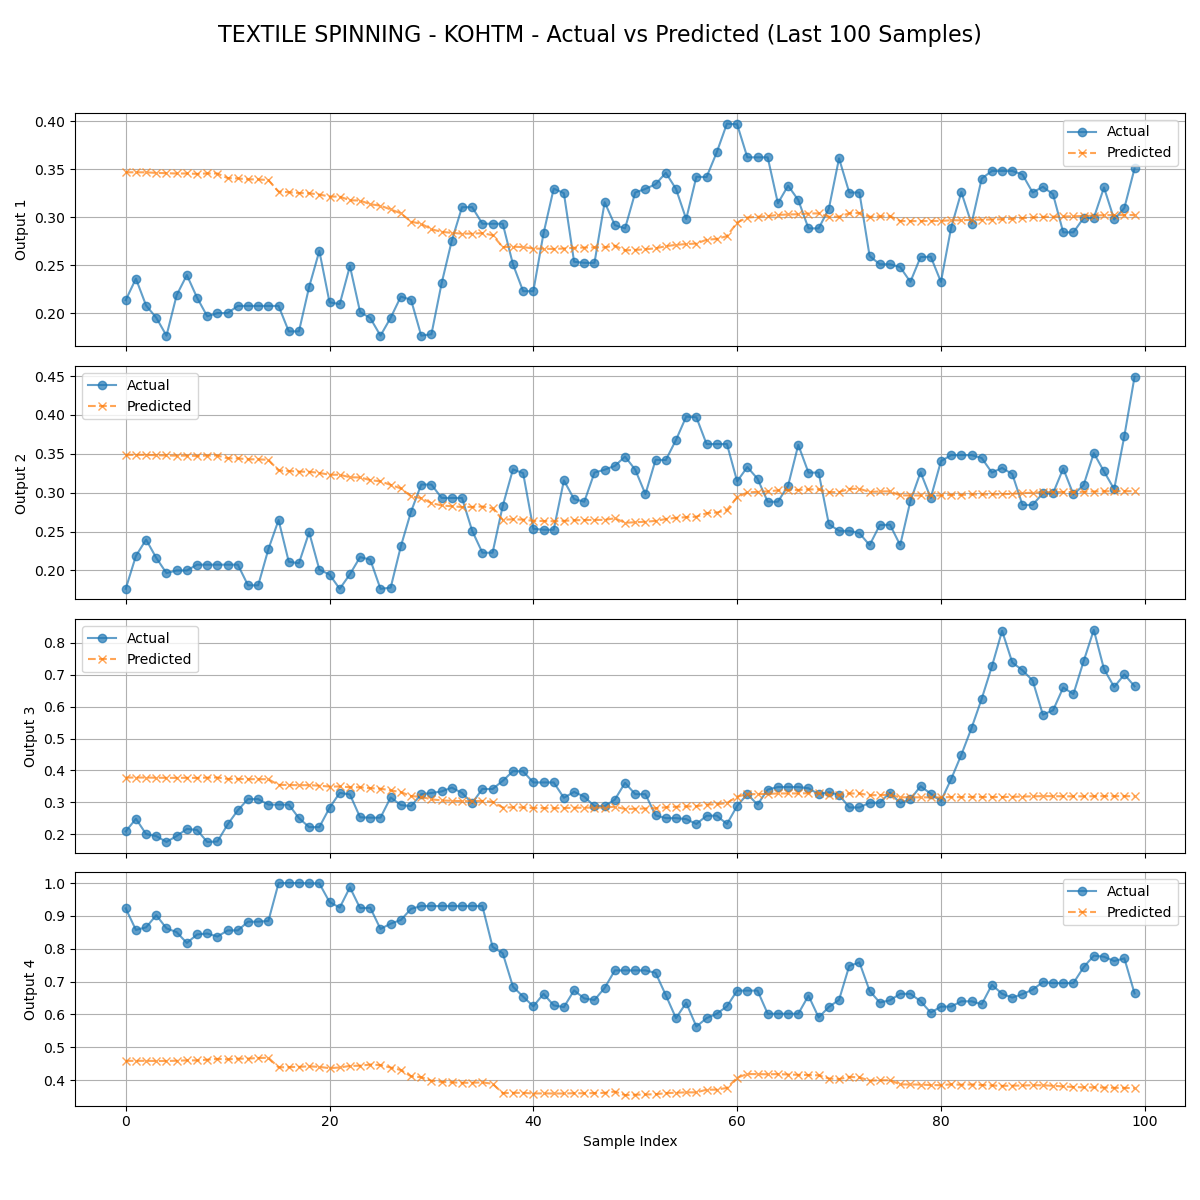 TEXTILE SPINNING - KOHTM - Actual vs Predicted (Last 100 Samples)
Output 1
0.40
0.35
0.30
0.25
0.20
Actual
Predicted
Output 2
0.45
0.40
0.35
0.30
0.25
0.20
Actual
Predicted
Output 3
0.8
0.7
0.6
0.5
0.4
0.3
0.2
Actual
Predicted
Output 4
1.0
0.9
0.8
0.7
0.6
0.5
0.4
Actual
Predicted
0 20 40 60 80 100
Sample Index